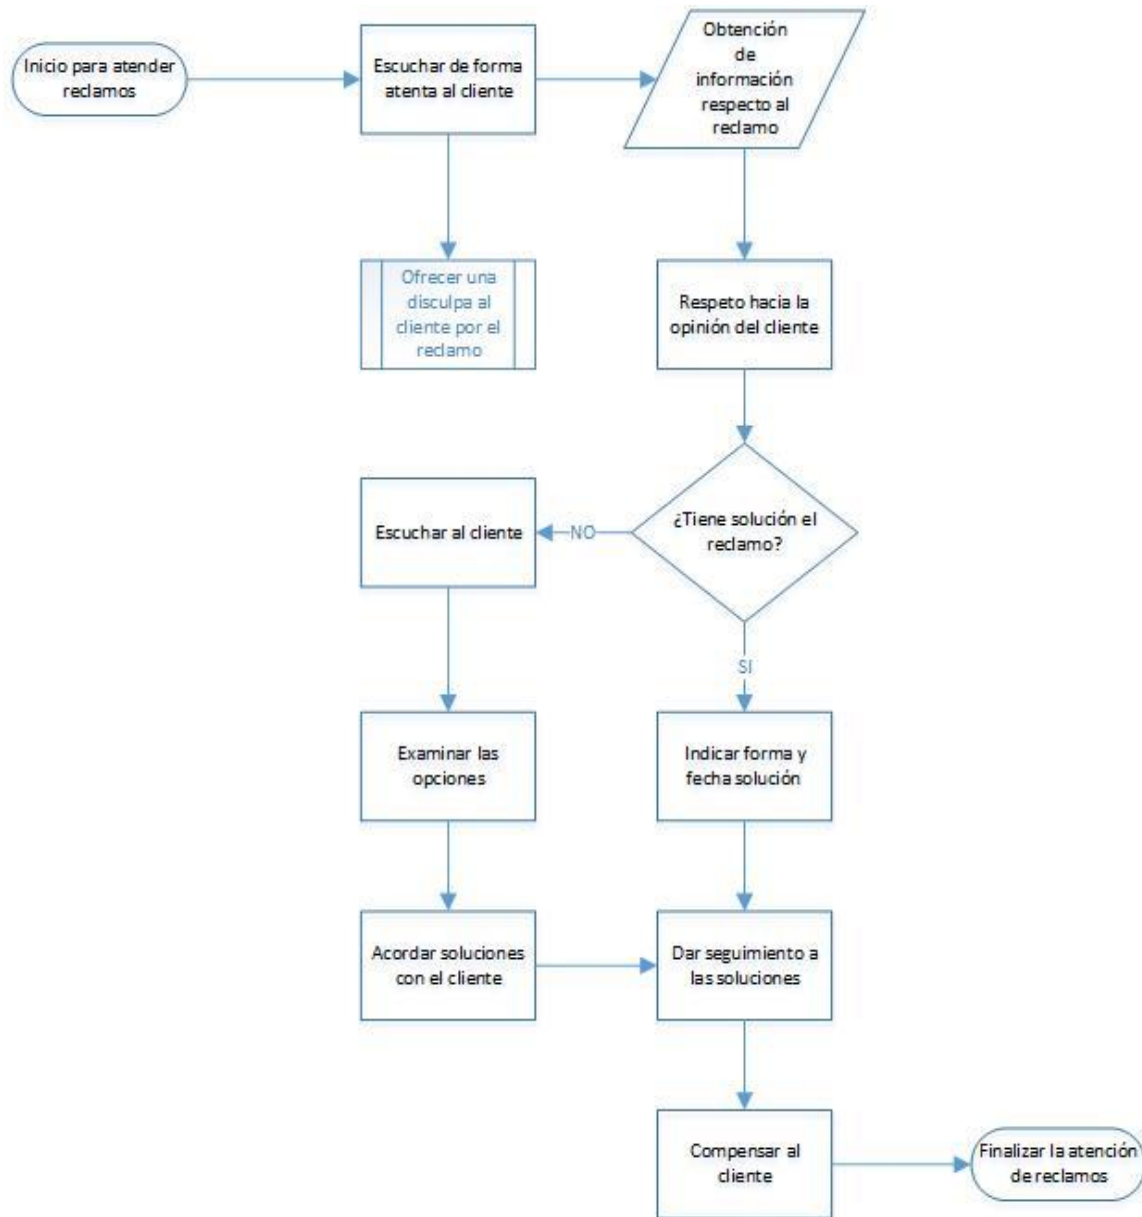 Inicio para atender
reclamos
Escuchar de forma
atenta al cliente
Obtención
de
información
respecto al
reclamo
Ofrecer una
disculpa al
cliente por el
reclamo
Respeto hacia la
opinión del cliente
¿Tiene solución el
reclamo?
NO
Escuchar al cliente
SI
Examinar las
opciones
Indicar forma y
fecha solución
Acordar soluciones
con el cliente
Dar seguimiento a
las soluciones
Compensar al
cliente
Finalizar la atención
de reclamos